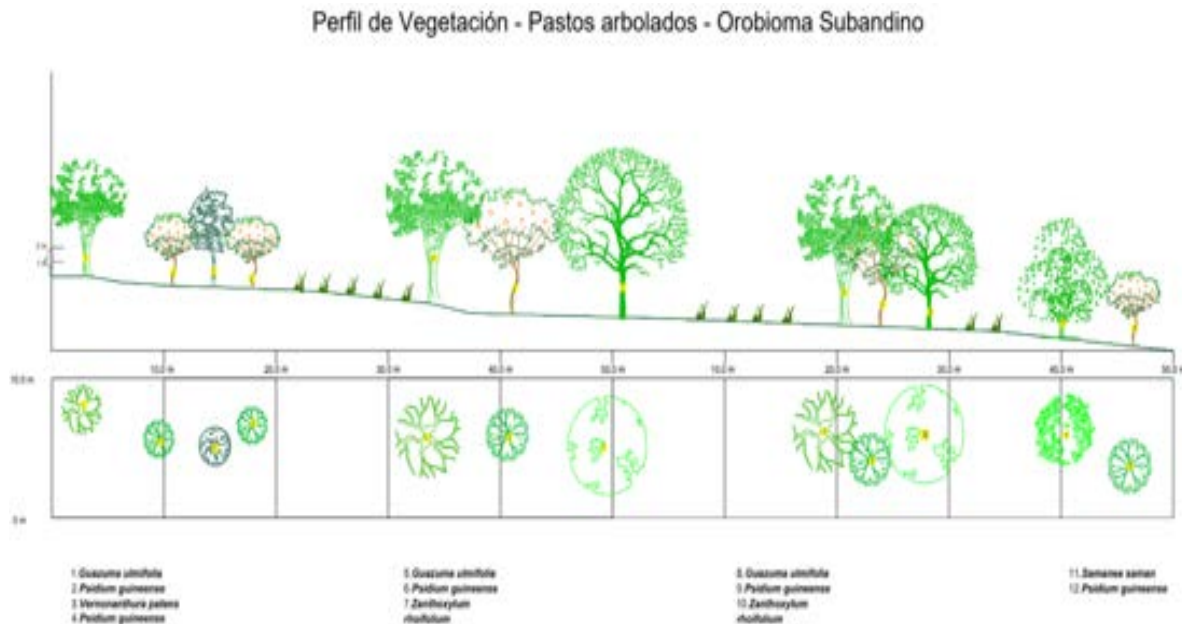 Perfil de Vegetación - Pastos arbolados - Orobioma Subandino
10.0 m 20.0 m 30.0 m 40.0 m 50.0 m 10.0 m 20.0 m 30.0 m 40.0 m 50.0 m
10.0 m
0 m
1.Guazuma ulmifolia
2.Psidium guineense
3.Vernonanthura patens
4.Psidium guineense
5.Guazuma ulmifolia
6.Psidium guineense
7.Zanthoxylum
rhoifolium
8.Guazuma ulmifolia
9.Psidium guineense
10.Zanthoxylum
rhoifolium
11.Samanea saman
12.Psidium guineense